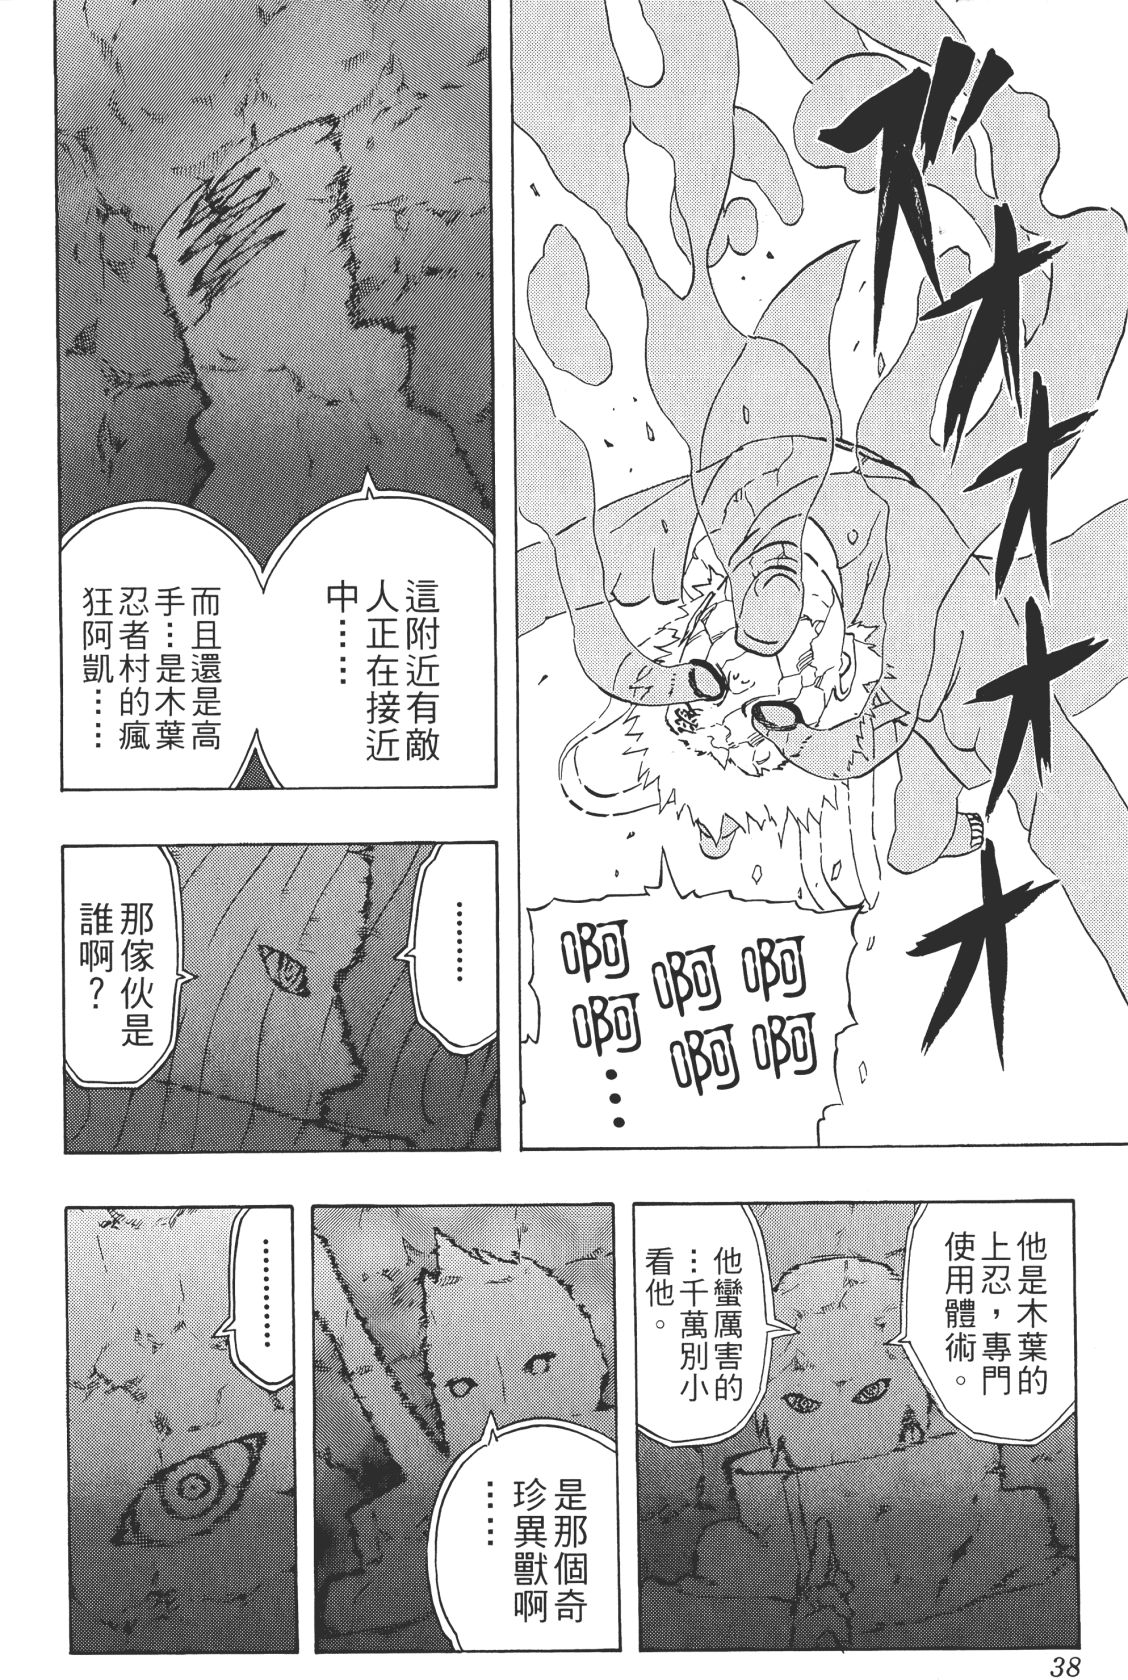 ズオオオオオ
啊啊
啊啊
啊啊…
這附近有敵
人正在接近
中……
而且還是高
手…是木葉
忍者村的瘋
狂阿凱……
……
那傢伙是
誰啊？
他是木葉的
上忍，專門
使用體術。
他蠻厲害的
…千萬別小
看他。
是那個奇
珍異獸啊
……
………
38